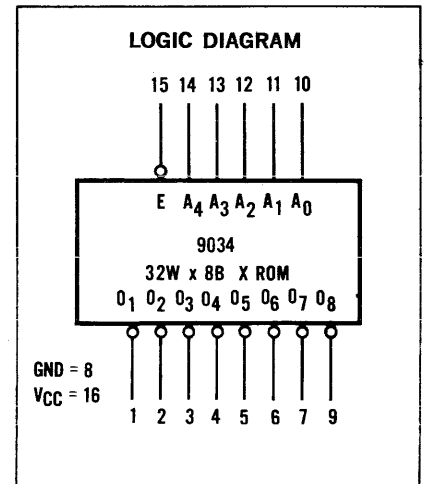 LOGIC DIAGRAM
15 14 13 12 11 10
E A4 A3 A2 A1 A0
9034
32W x 8B X ROM
O1 O2 O3 O4 O5 O6 O7 O8
GND = 8
VCC = 16
1 2 3 4 5 6 7 9